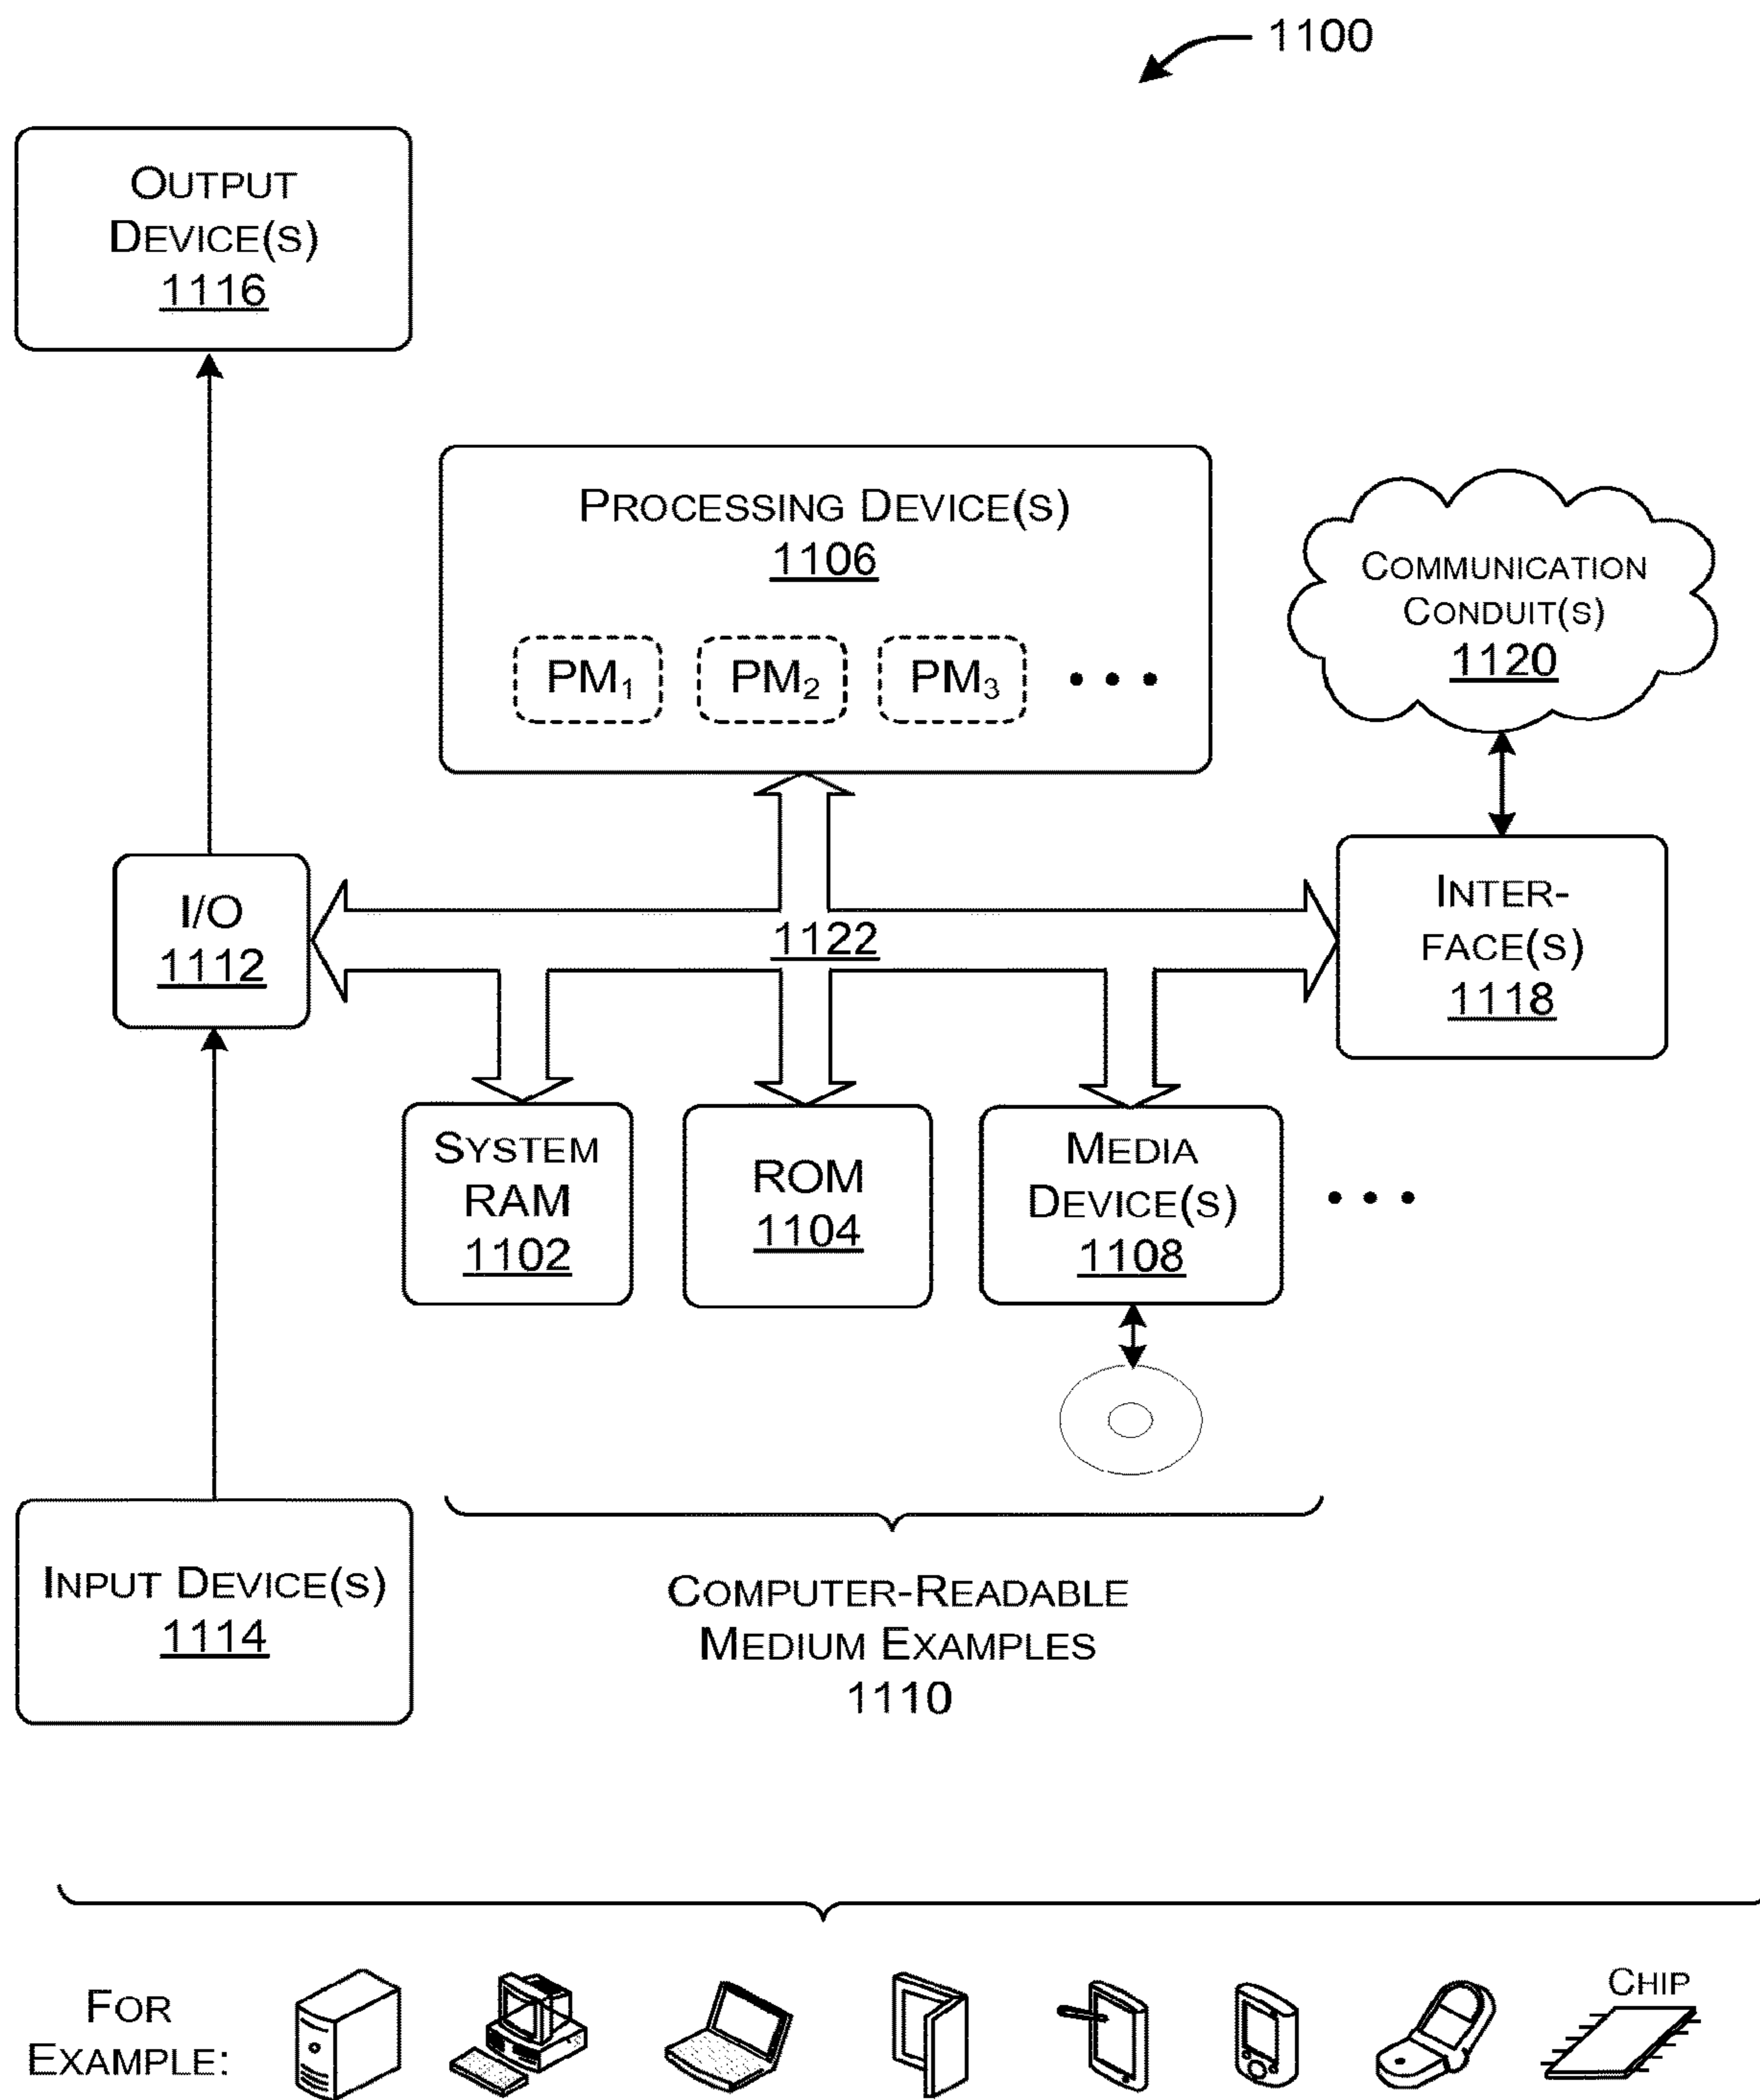 1100
OUTPUT
DEVICE(S)
1116
PROCESSING DEVICE(S)
1106
PM1 PM2 PM3 • • •
COMMUNICATION
CONDUIT(S)
1120
I/O
1112
1122
INTER-
FACE(S)
1118
SYSTEM
RAM
1102
ROM
1104
MEDIA
DEVICE(S)
1108
• • •
INPUT DEVICE(S)
1114
COMPUTER-READABLE
MEDIUM EXAMPLES
1110
FOR
EXAMPLE:
CHIP